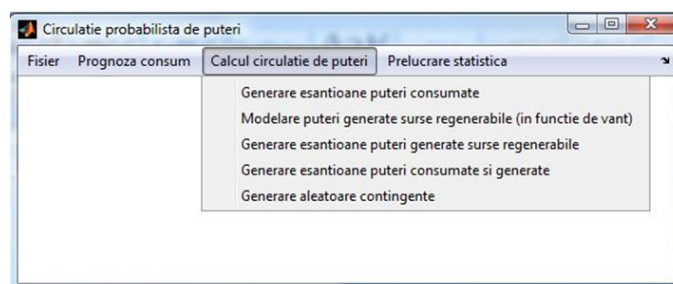 Circulatie probabilista de puteri
Fisier Prognoza consum Calcul circulatie de puteri Prelucrare statistica
Generare esantioane puteri consumate
Modelare puteri generate surse regenerabile (in functie de vant)
Generare esantioane puteri generate surse regenerabile
Generare esantioane puteri consumate si generate
Generare aleatoare contingente